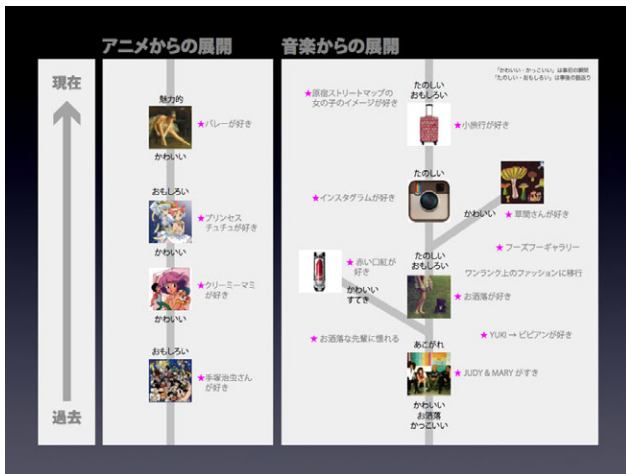 アニメからの展開
音楽からの展開
現在
過去
魅力的
★バレーが好き
かわいい
おもしろい
★プリンセス
チュチュが好き
かわいい
★クリーミーマミ
が好き
かわいい
おもしろい
★手塚治虫さん
が好き
「かわいい・かっこいい」は事前の瞬間
「たのしい・おもしろい」は事後の振返り
★原宿ストリートマップの
女の子のイメージが好き
たのしい
おもしろい
★小旅行が好き
たのしい
★インスタグラムが好き
かわいい
★草間さんが好き
★フーズフーギャラリー
たのしい
おもしろい
ワンランク上のファッションに移行
★赤い口紅が
好き
かわいい
すてき
★お洒落が好き
★お洒落な先輩に憧れる
あこがれ
★YUKI → ビビアンが好き
★JUDY & MARY がすき
かわいい
お洒落
かっこいい